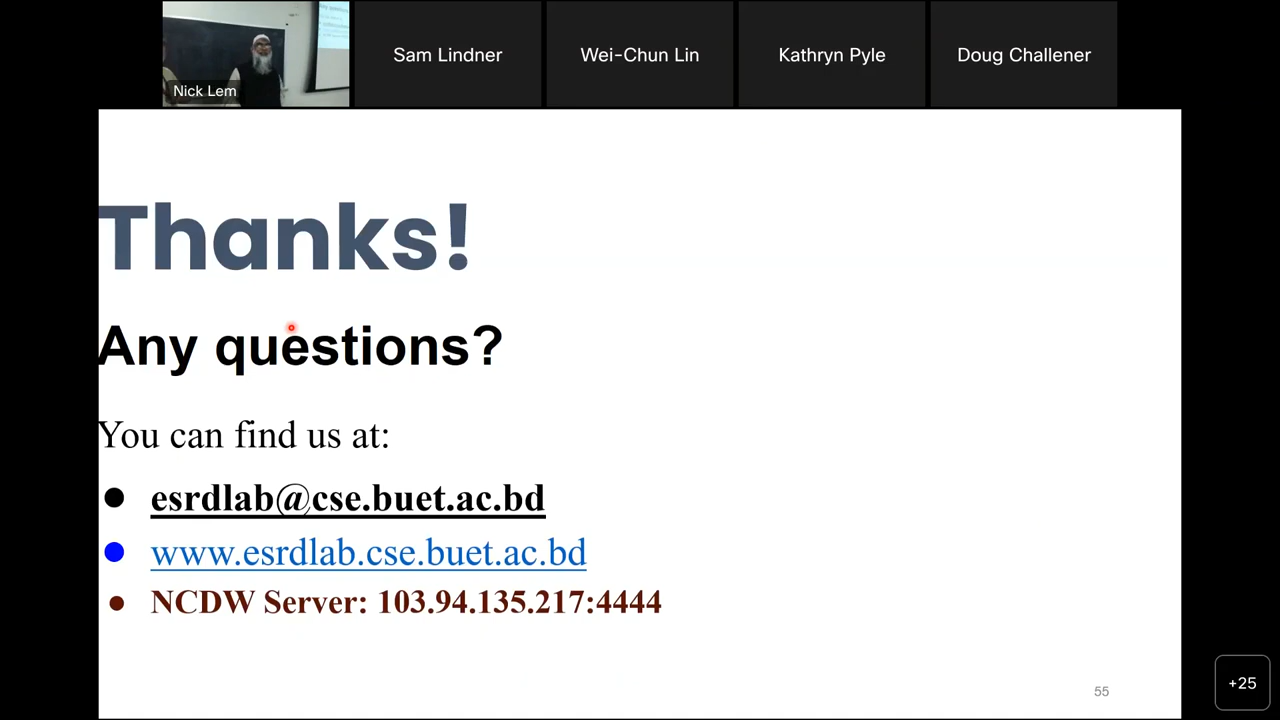 Nick Lem
Sam Lindner
Wei-Chun Lin
Kathryn Pyle
Doug Challener
Thanks!
Any questions?
You can find us at:
● esrdlab@cse.buet.ac.bd
● www.esrdlab.cse.buet.ac.bd
● NCDW Server: 103.94.135.217:4444
55
+25